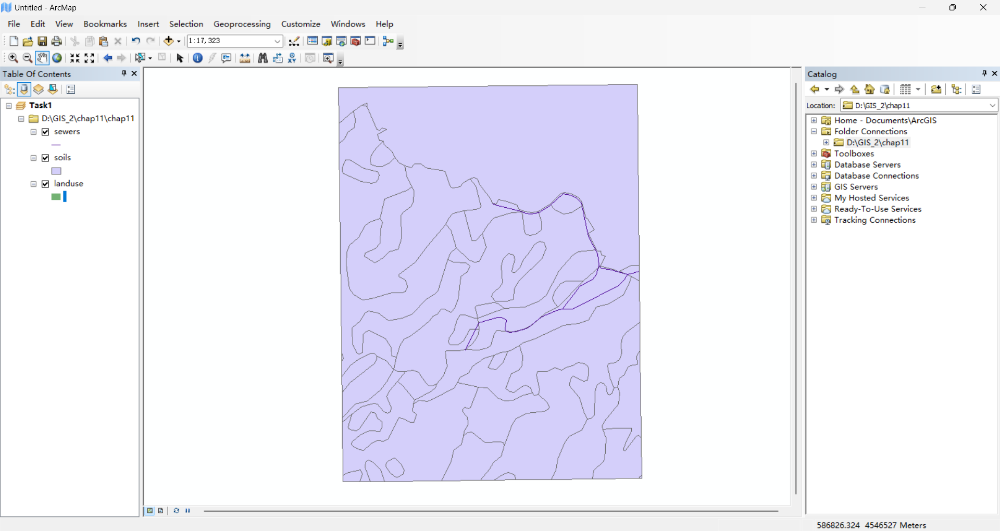 Untitled - ArcMap
File Edit View Bookmarks Insert Selection Geoprocessing Customize Windows Help
1:17,323
Table Of Contents
Task1
D:\GIS_2\chap11\chap11
sewers
soils
landuse
Catalog
Location: D:\GIS_2\chap11
Home - Documents\ArcGIS
Folder Connections
D:\GIS_2\chap11
Toolboxes
Database Servers
Database Connections
GIS Servers
My Hosted Services
Ready-To-Use Services
Tracking Connections
586826.324 4546527 Meters